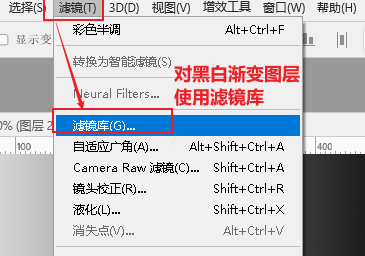 选择(S) 滤镜(T) 3D(D) 视图(V) 增效工具 窗口(W) 帮助(H)
显示变
彩色半调 Alt+Ctrl+F
转换为智能滤镜(S)
Neural Filters...
滤镜库(G)...
自适应广角(A)... Alt+Shift+Ctrl+A
Camera Raw 滤镜(C)... Shift+Ctrl+A
镜头校正(R)... Shift+Ctrl+R
液化(L)... Shift+Ctrl+X
消失点(V)... Alt+Ctrl+V
对黑白渐变图层
使用滤镜库
0% (图层 2
100
300